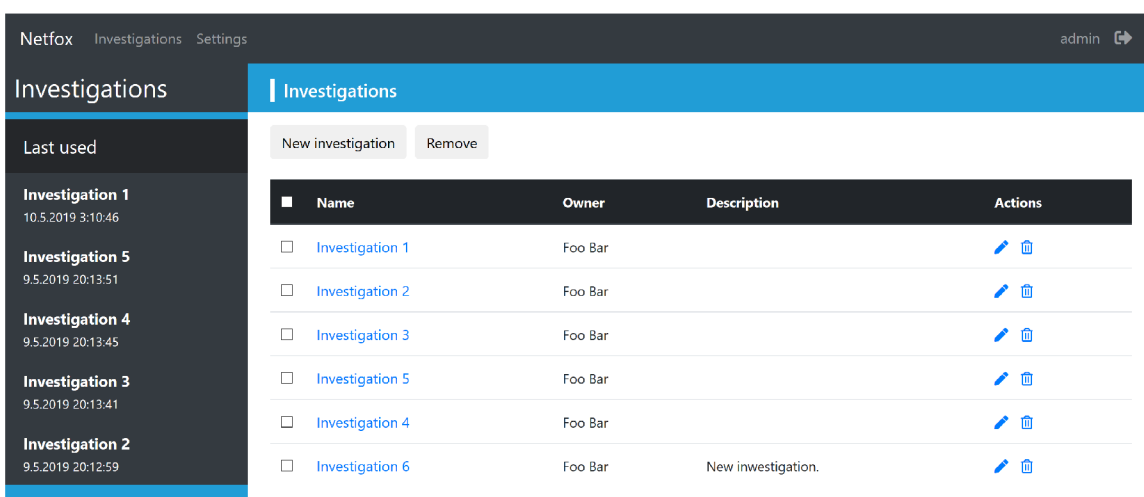 Netfox Investigations Settings admin
Investigations
Investigations
Last used
Investigation 1
10.5.2019 3:10:46
Investigation 5
9.5.2019 20:13:51
Investigation 4
9.5.2019 20:13:45
Investigation 3
9.5.2019 20:13:41
Investigation 2
9.5.2019 20:12:59
New investigation Remove
Name Owner Description Actions
Investigation 1 Foo Bar
Investigation 2 Foo Bar
Investigation 3 Foo Bar
Investigation 5 Foo Bar
Investigation 4 Foo Bar
Investigation 6 Foo Bar New inwestigation.